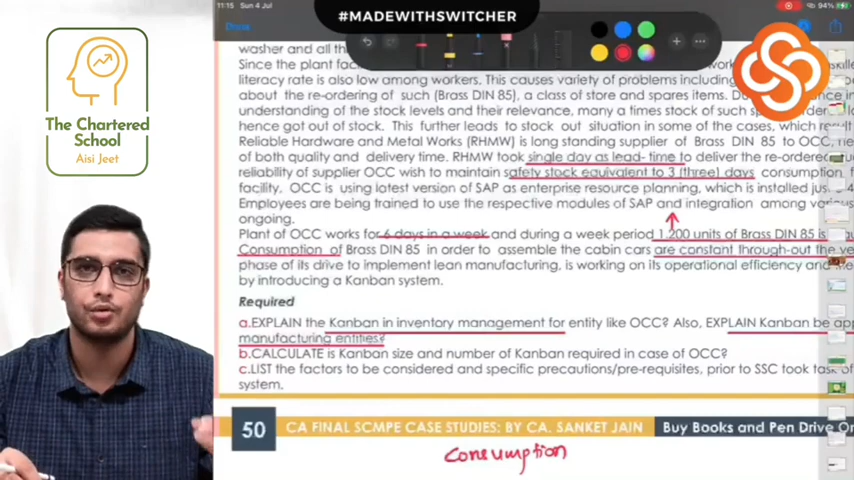 11:15 Sun 4 Jul
94%
#MADEWITHSWITCHER
Done
The Chartered
School
Aisi Jeet
washer and all th
Since the plant fac
literacy rate is also low among workers. This causes variety of problems including
about the re-ordering of such (Brass DIN 85), a class of store and spares items. Du
understanding of the stock levels and their relevance, many a times stock of such sp
hence got out of stock. This further leads to stock out situation in some of the cases, which result
Reliable Hardware and Metal Works (RHMW) is long standing supplier of Brass DIN 85 to OCC,
of both quality and delivery time. RHMW took single day as lead- time to deliver the re-ordered
reliability of supplier OCC wish to maintain safety stock equivalent to 3 (three) days consumption
facility, OCC is using latest version of SAP as enterprise resource planning, which is installed just
Employees are being trained to use the respective modules of SAP and integration among
ongoing.
Plant of OCC works for 6 days in a week and during a week period 1,200 units of Brass DIN 85 is
Consumption of Brass DIN 85 in order to assemble the cabin cars are constant through-out the
phase of its drive to implement lean manufacturing, is working on its operational efficiency and
by introducing a Kanban system.
Required
a.EXPLAIN the Kanban in inventory management for entity like OCC? Also, EXPLAIN Kanban be app
manufacturing entities?
b.CALCULATE is Kanban size and number of Kanban required in case of OCC?
c.LIST the factors to be considered and specific precautions/pre-requisites, prior to SSC took task of
system.
50 CA FINAL SCMPE CASE STUDIES: BY CA. SANKET JAIN Buy Books and Pen Drive On
Consumption